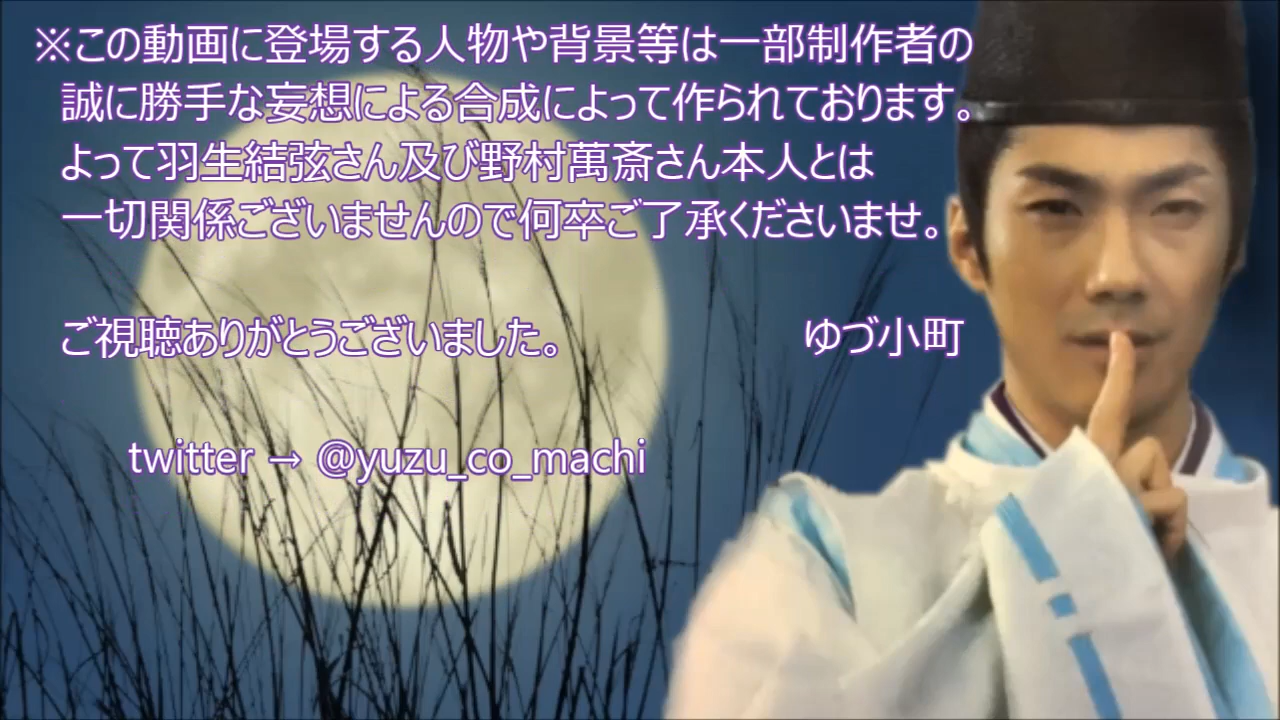 ※この動画に登場する人物や背景等は一部制作者の
誠に勝手な妄想による合成によって作られております。
よって羽生結弦さん及び野村萬斎さん本人とは
一切関係ございませんので何卒ご了承くださいませ。
ご視聴ありがとうございました。 ゆづ小町
twitter → @yuzu_co_machi